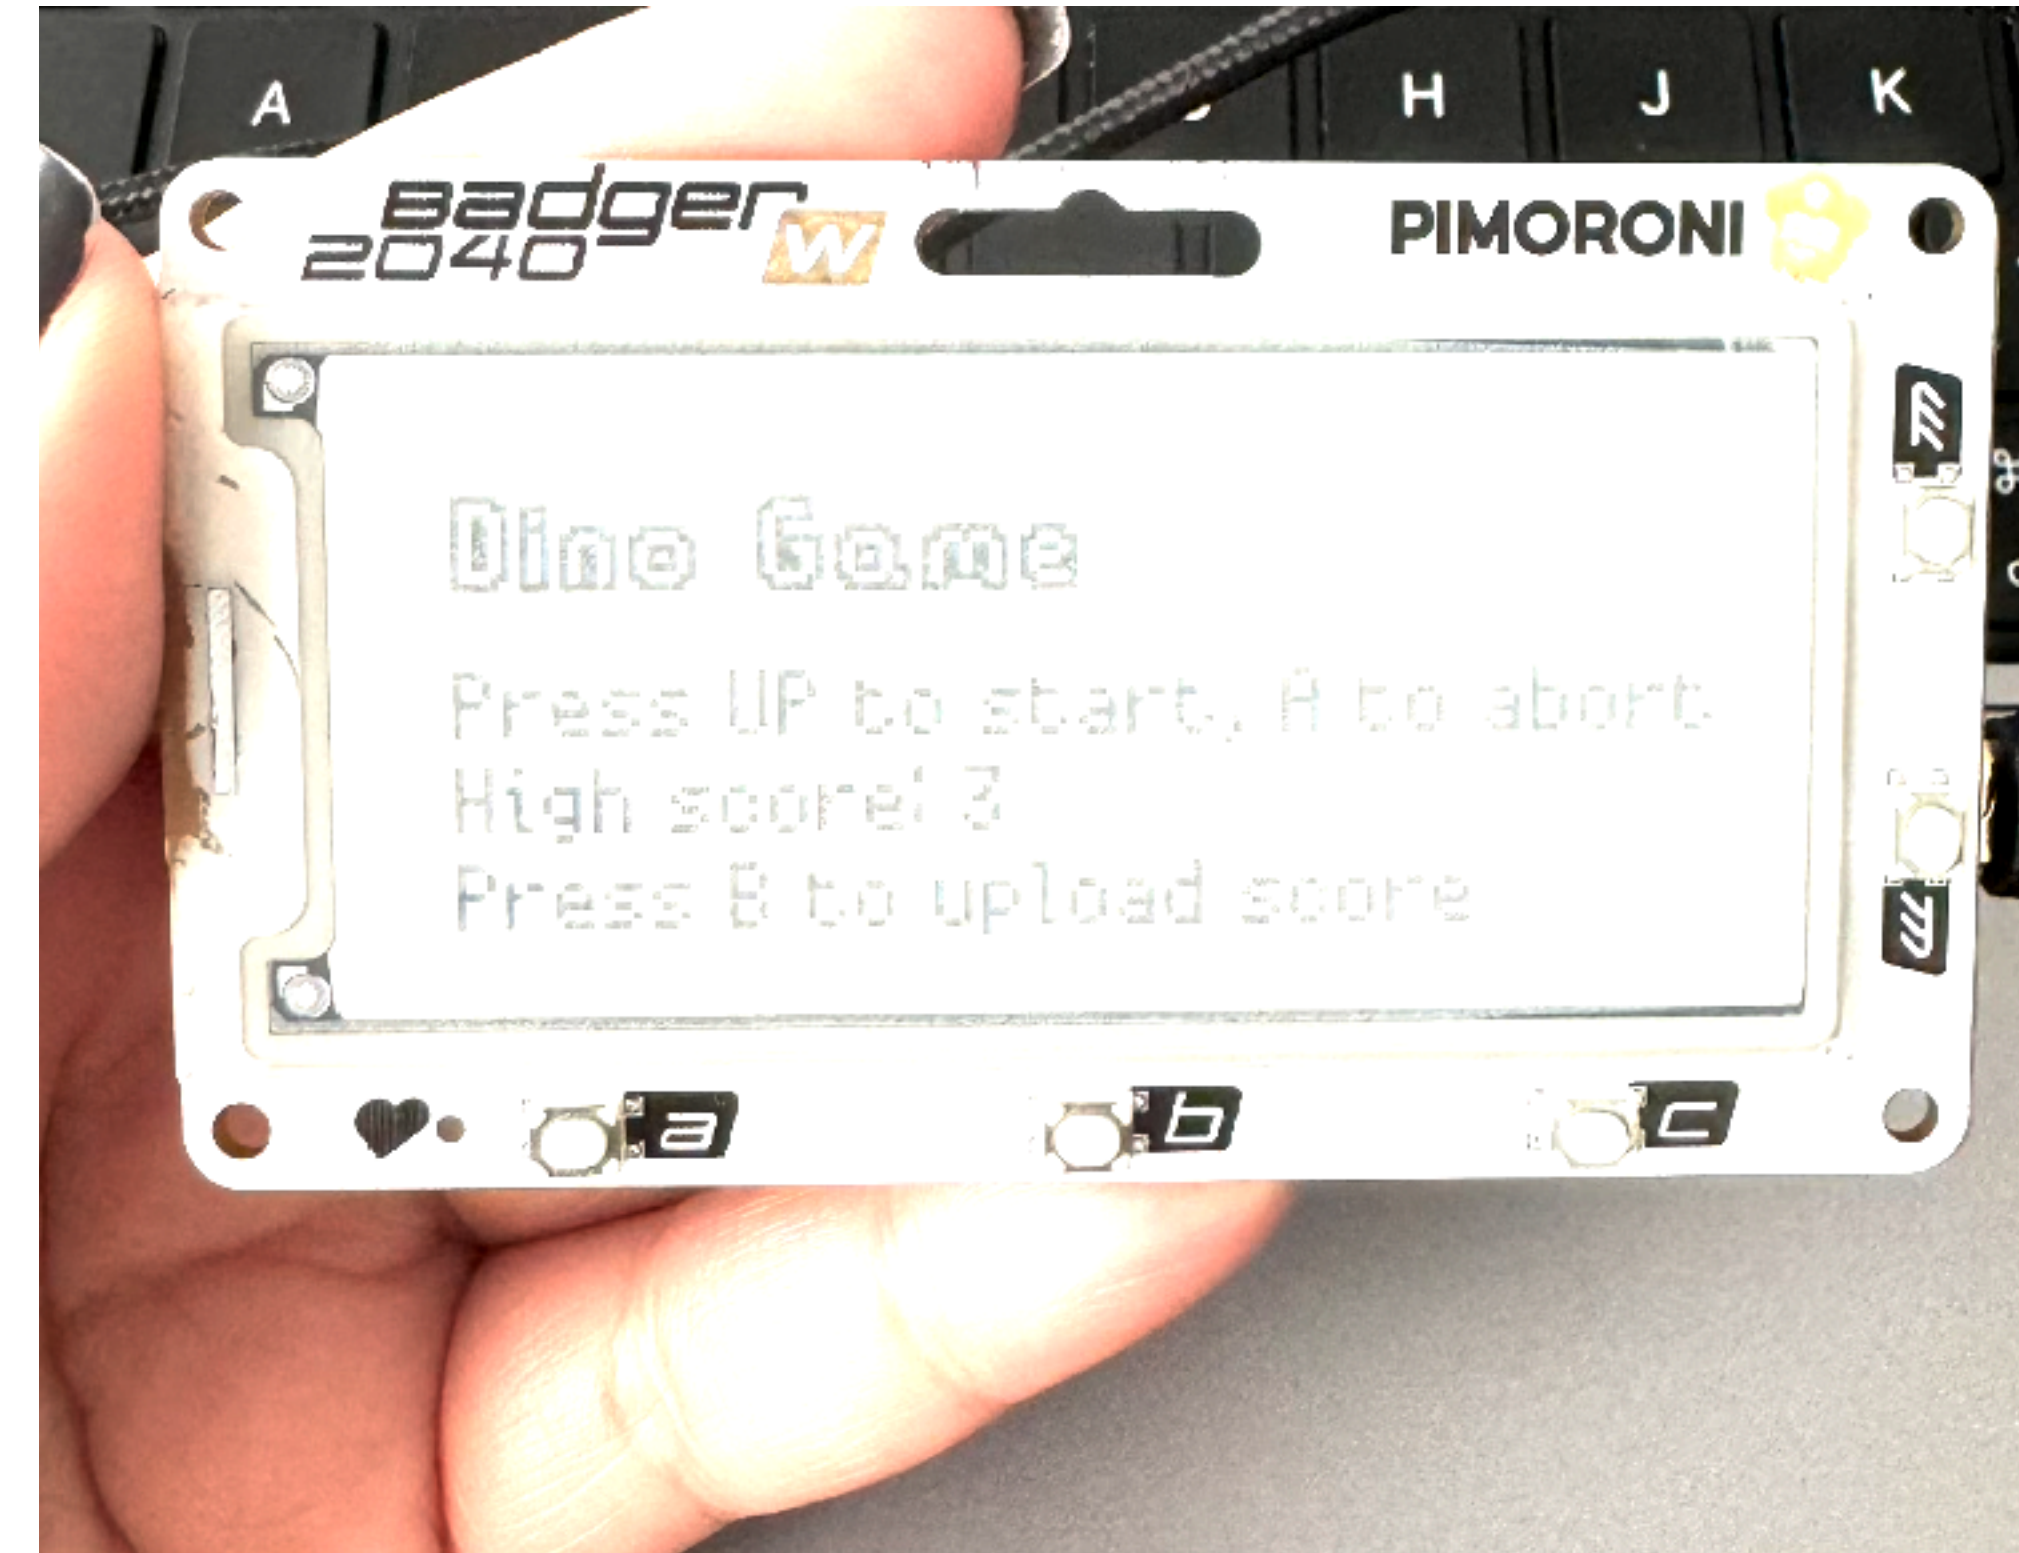 A
H
J
K
Badger
2040
W
PIMORONI
Dino Game
Press UP to start, A to abort
High score: 3
Press B to upload score
a
b
c